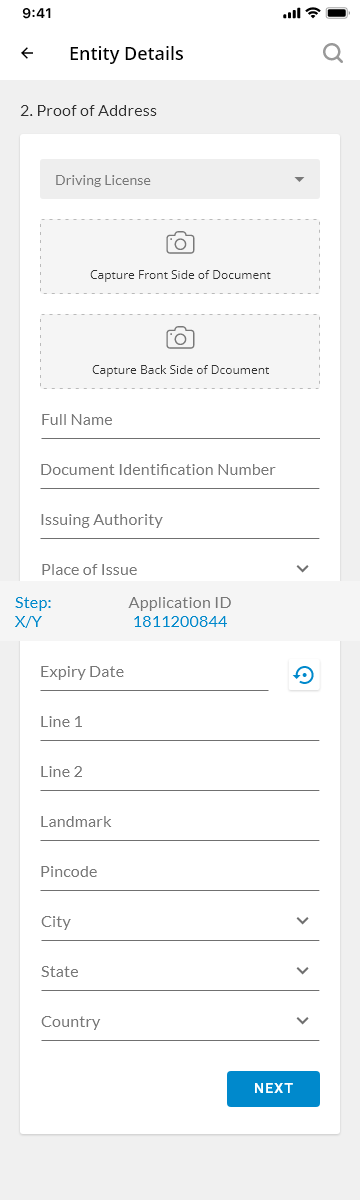 9:41
Entity Details
2. Proof of Address
Driving License
Capture Front Side of Document
Capture Back Side of Dcoument
Full Name
Document Identification Number
Issuing Authority
Place of Issue
Step: Application ID
X/Y 1811200844
Expiry Date
Line 1
Line 2
Landmark
Pincode
City
State
Country
NEXT